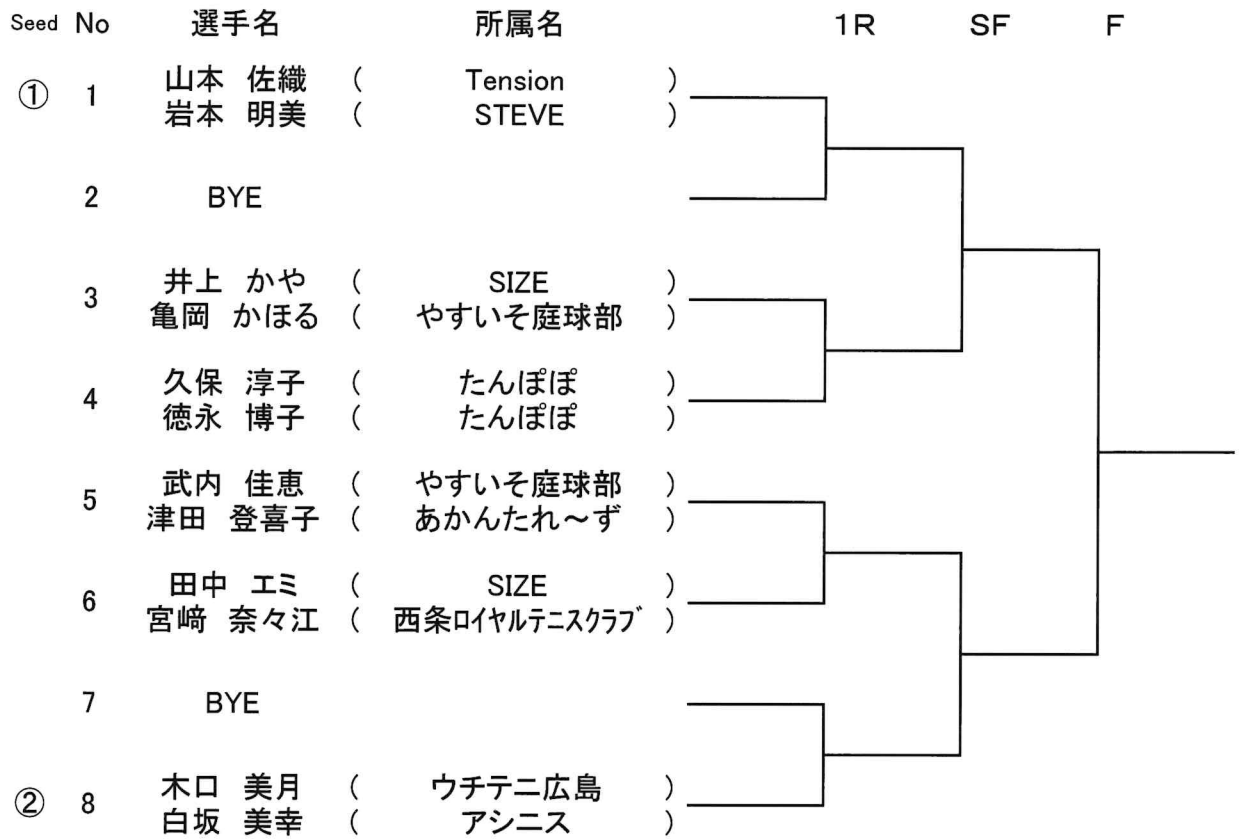 Seed No 選手名 所属名 1R SF F
① 1 山本 佐織 ( Tension )
岩本 明美 ( STEVE )
2 BYE
3 井上 かや ( SIZE )
亀岡 かほる ( やすいそ庭球部 )
4 久保 淳子 ( たんぽぽ )
徳永 博子 ( たんぽぽ )
5 武内 佳恵 ( やすいそ庭球部 )
津田 登喜子 ( あかんたれ～ず )
6 田中 エミ ( SIZE )
宮﨑 奈々江 ( 西条ロイヤルテニスクラブ )
7 BYE
② 8 木口 美月 ( ウチテニ広島 )
白坂 美幸 ( アシニス )